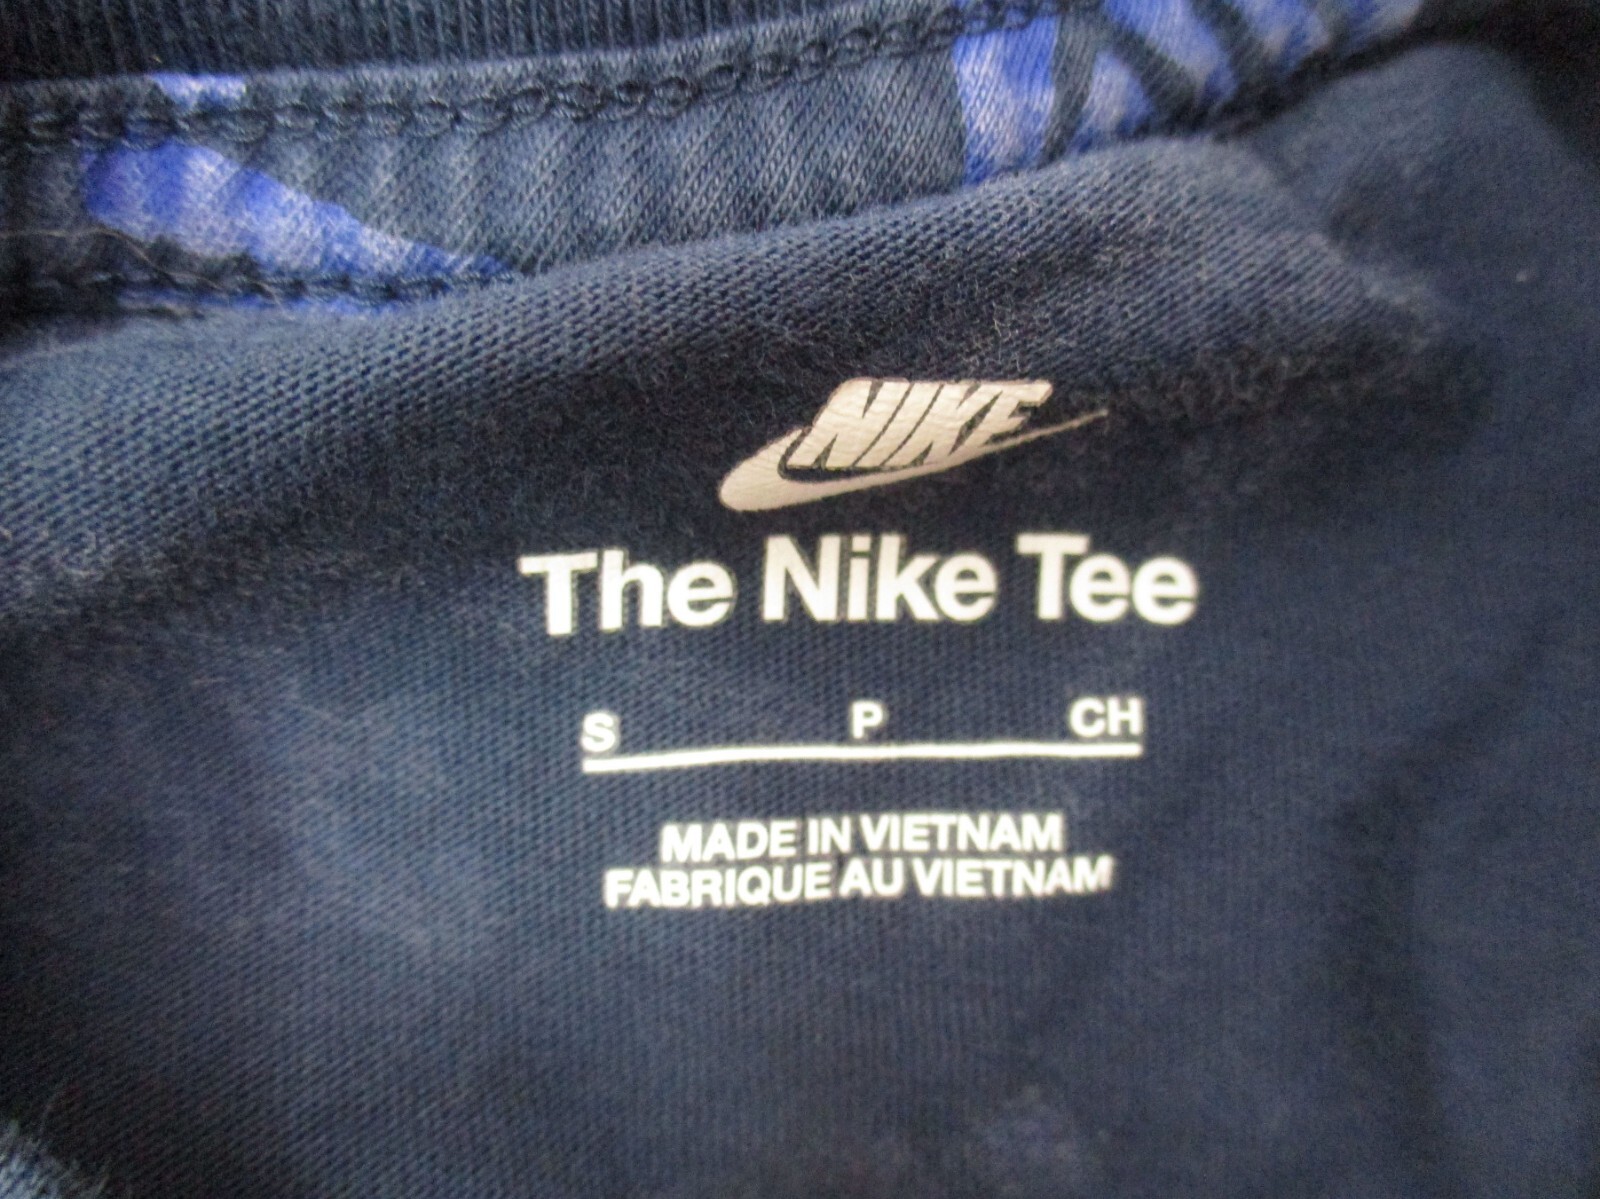 NIKE
The Nike Tee
S P CH
MADE IN VIETNAM
FABRIQUE AU VIETNAM